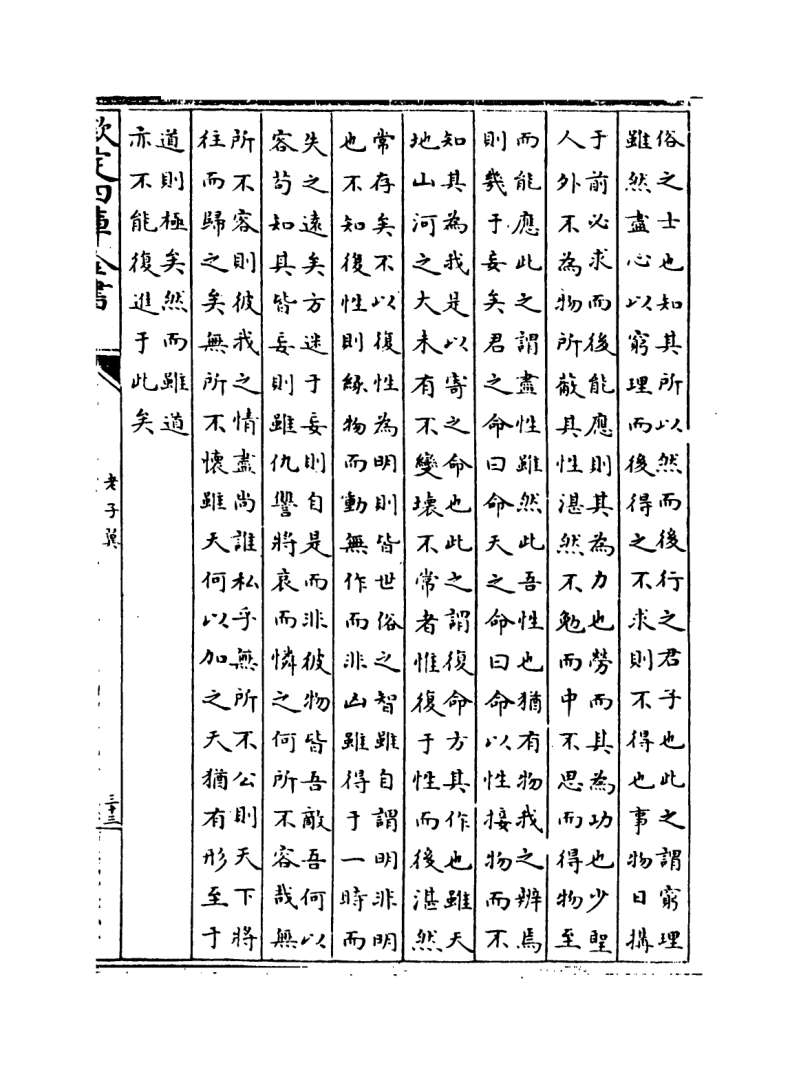 俗之士也知其所以然而後行之君子也此之謂窮理
雖然盡心以窮理而後得之不求則不得也事物日搆
于前必求而後能應則其為力也勞而其為功也少聖
人外不為物所蔽其性湛然不勉而中不思而得物至
而能應此之謂盡性雖然此吾性也猶有物我之辨焉
則幾于妄矣君之命曰命天之命曰命以性接物而不
知其為我是以寄之命也此之謂復命方其作也雖天
地山河之大未有不變壞不常者惟復于性而後湛然
常存矣不以復性為明則皆世俗之智雖自謂明非明
也不知復性則緣物而動無作而非凶雖得于一時而
失之遠矣方迷于妄則自是而非彼物皆吾敵吾何以
容苟知其皆妄則雖仇讐將哀而憐之何所不容哉無
所不容則彼我之情盡尚誰私乎無所不公則天下將
往而歸之矣無所不懷雖天何以加之天猶有形至于
道則極矣然而雖道
亦不能復進于此矣
欽定四庫全書
老子翼
三十三